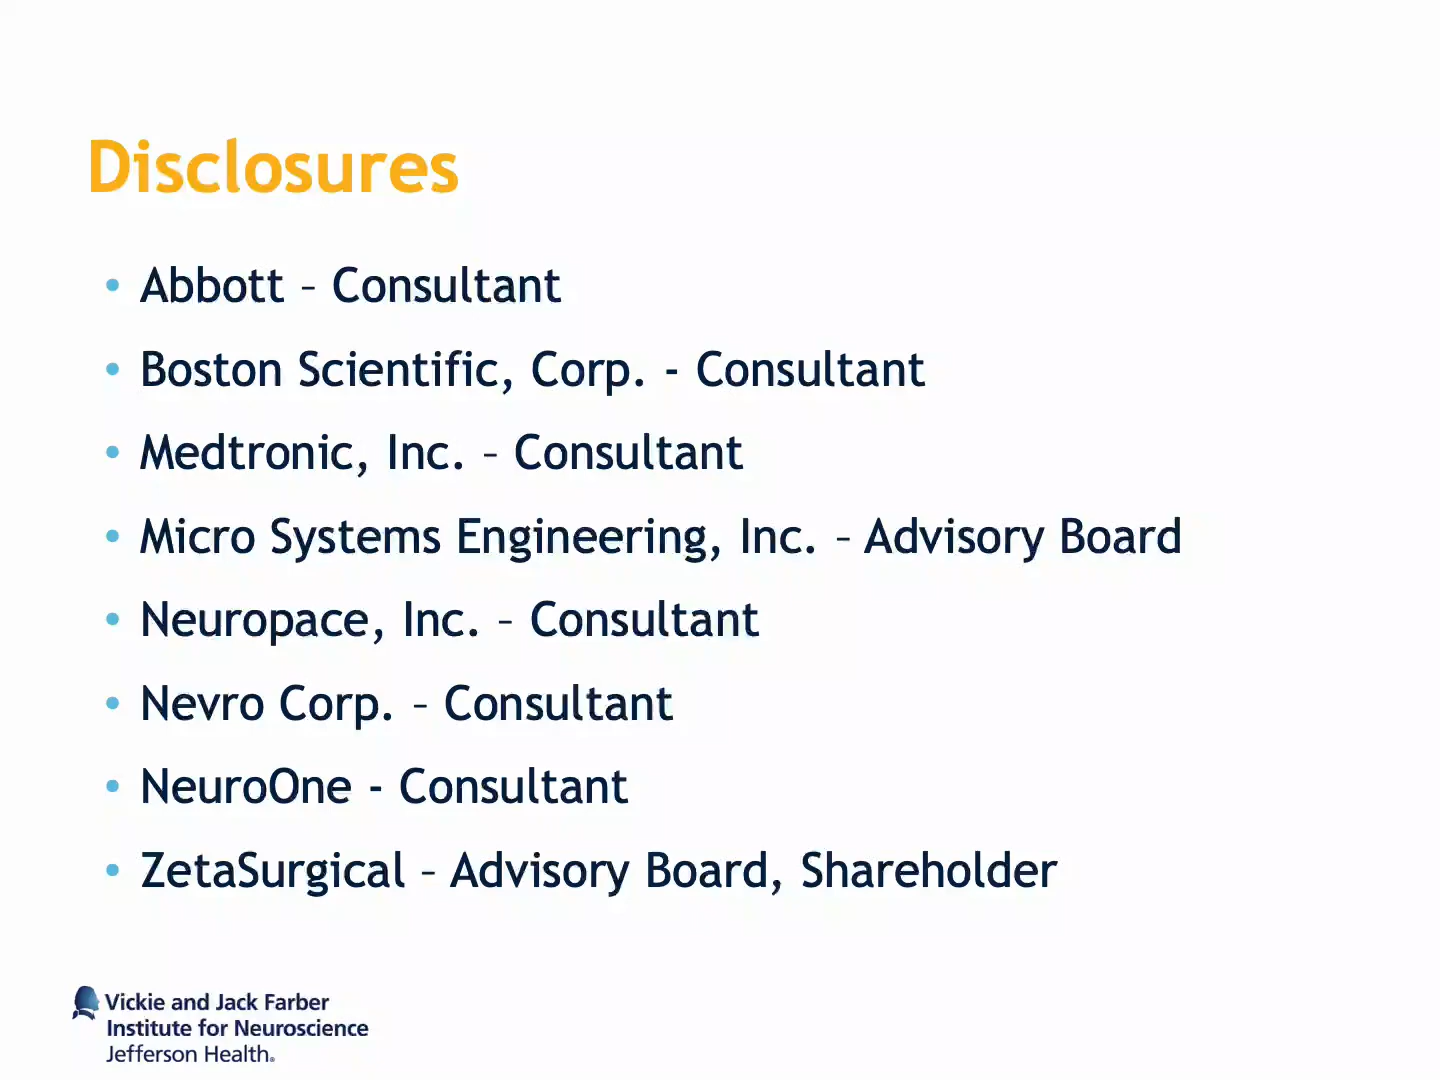 Disclosures
• Abbott – Consultant
• Boston Scientific, Corp. - Consultant
• Medtronic, Inc. – Consultant
• Micro Systems Engineering, Inc. – Advisory Board
• Neuropace, Inc. – Consultant
• Nevro Corp. – Consultant
• NeuroOne - Consultant
• ZetaSurgical – Advisory Board, Shareholder
Vickie and Jack Farber
Institute for Neuroscience
Jefferson Health®